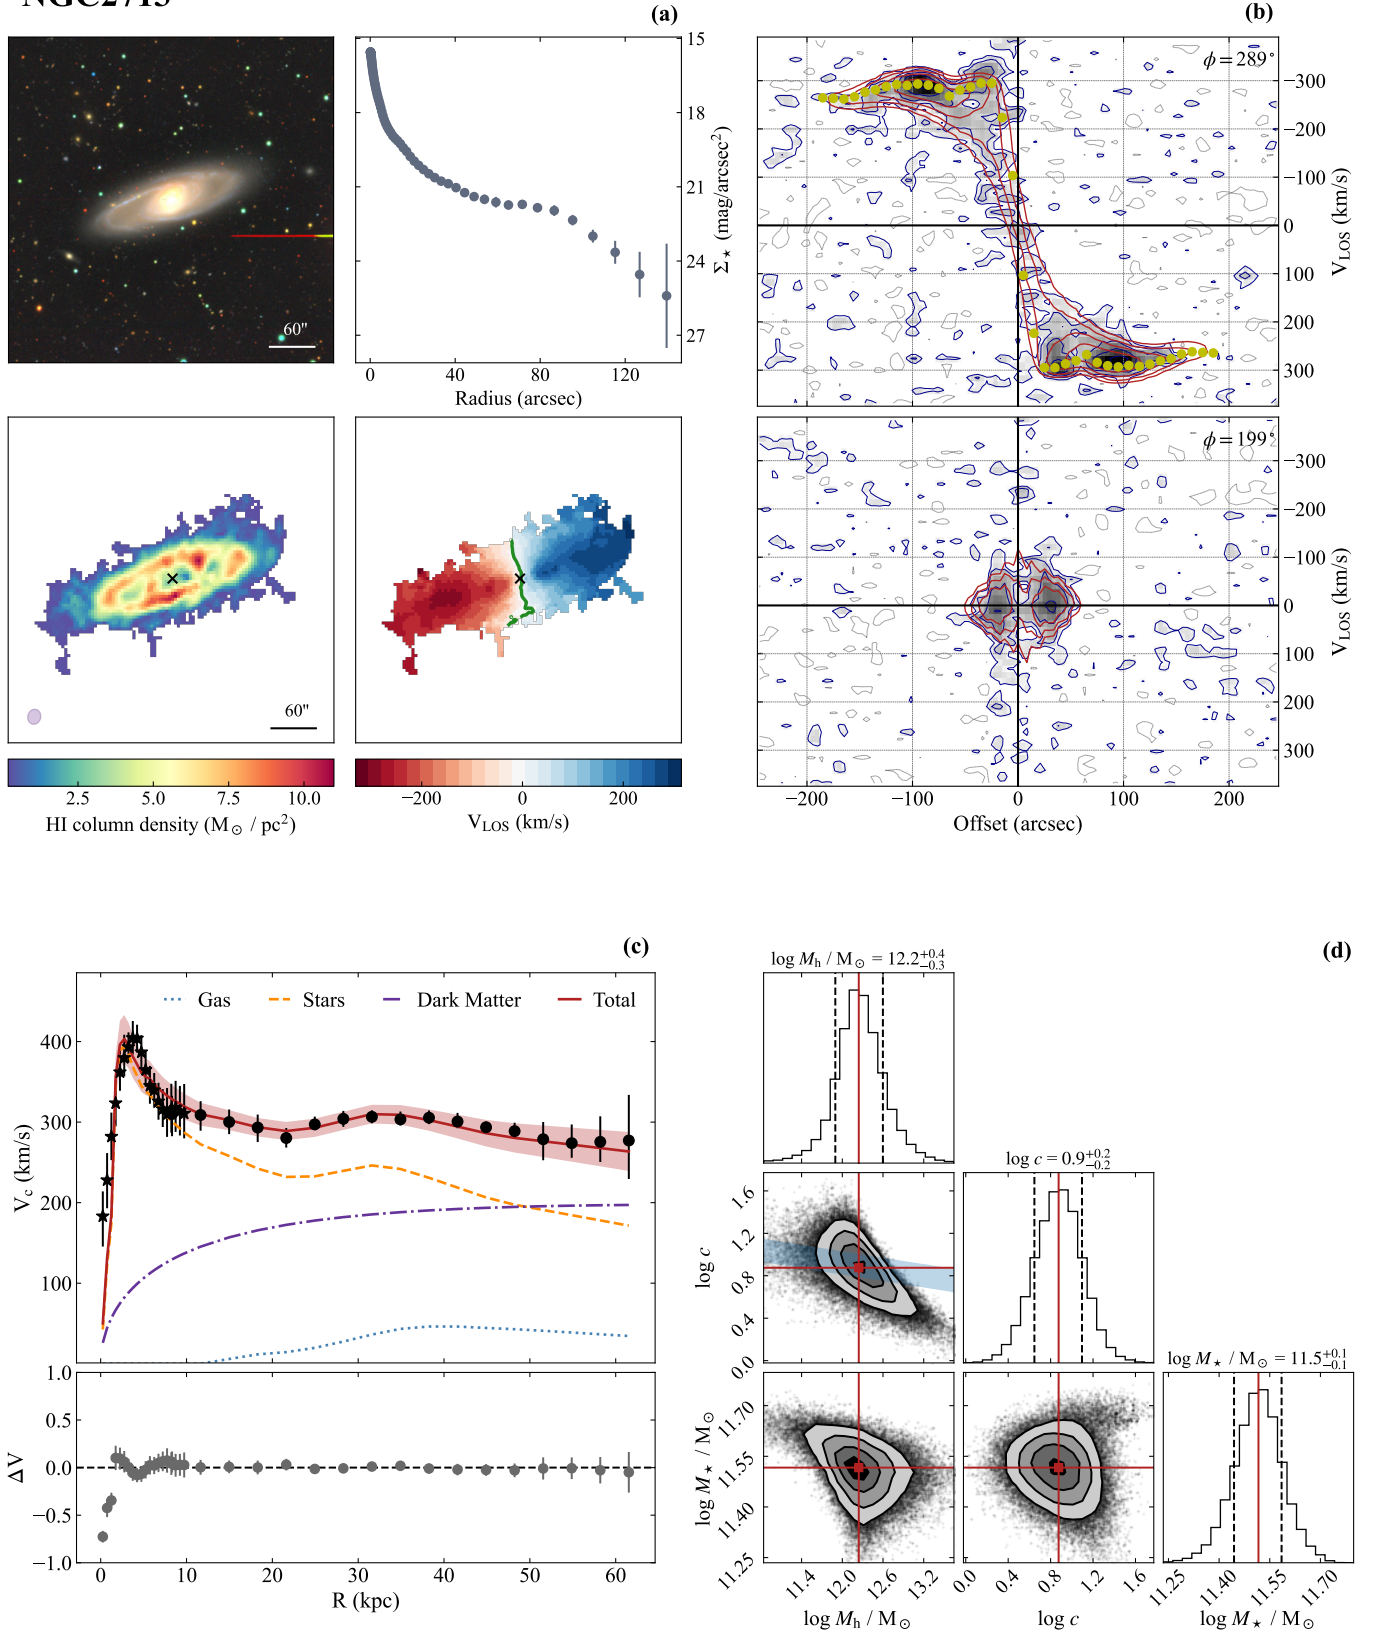 NGC2713
(a)
(b)
60"
15
18
21
24
27
Σ⋆ (mag/arcsec²)
0 40 80 120
Radius (arcsec)
ϕ = 289°
−300
−200
−100
0
100
200
300
V_LOS (km/s)
ϕ = 199°
−300
−200
−100
0
100
200
300
V_LOS (km/s)
−200 −100 0 100 200
Offset (arcsec)
60"
2.5 5.0 7.5 10.0
HI column density (M⊙ / pc²)
−200 0 200
V_LOS (km/s)
(c)
Gas Stars Dark Matter Total
400
300
200
100
V_c (km/s)
1.0
0.5
0.0
−0.5
−1.0
ΔV
0 10 20 30 40 50 60
R (kpc)
(d)
log M_h / M⊙ = 12.2^{+0.4}_{−0.3}
log c = 0.9^{+0.2}_{−0.2}
log M⋆ / M⊙ = 11.5^{+0.1}_{−0.1}
1.6
1.2
0.8
0.4
0.0
log c
11.70
11.55
11.40
11.25
log M⋆ / M⊙
11.4 12.0 12.6 13.2
log M_h / M⊙
0.0 0.4 0.8 1.2 1.6
log c
11.25 11.40 11.55 11.70
log M⋆ / M⊙